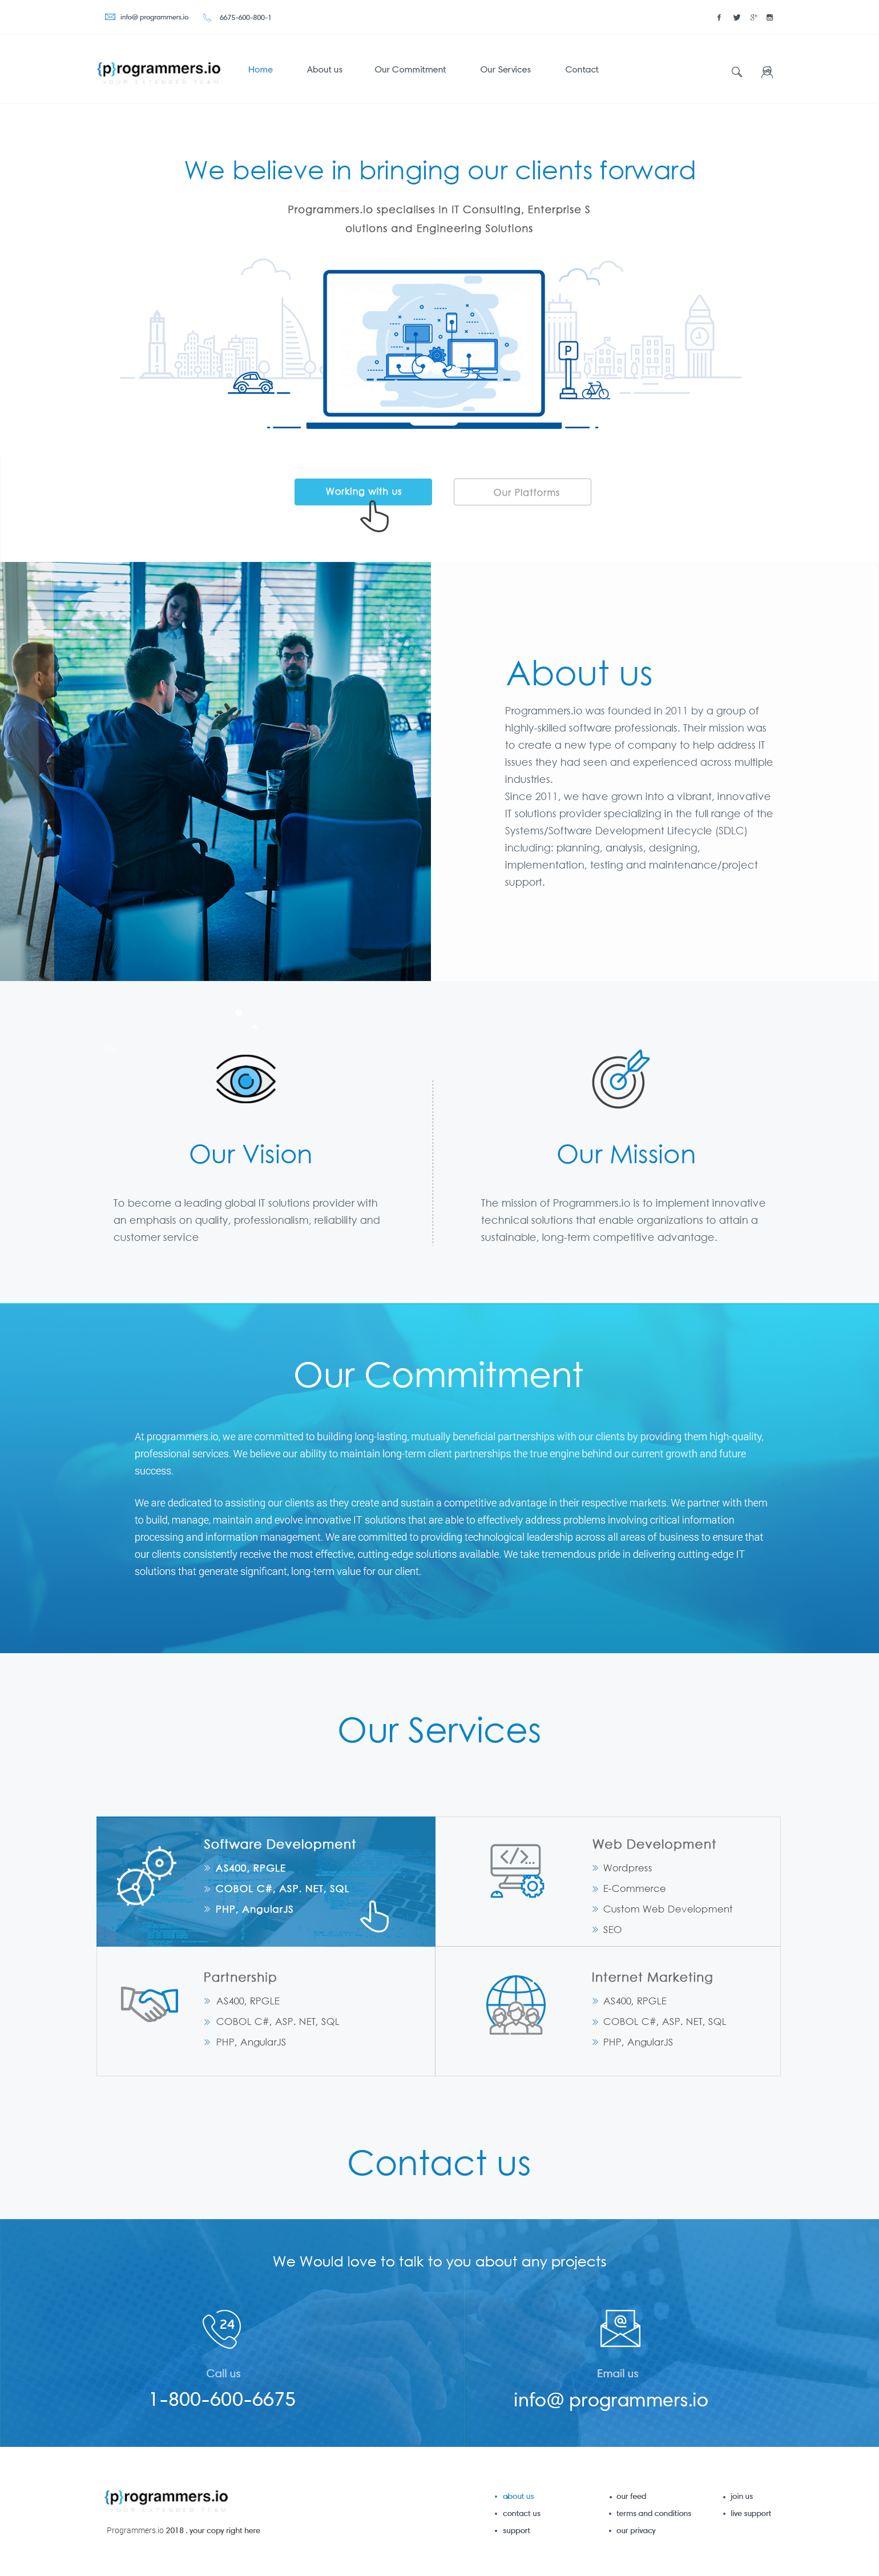 info@ programmers.io
6675-600-800-1
{p}rogrammers.io
YOUR EXTENDED TEAM
Home
About us
Our Commitment
Our Services
Contact
We believe in bringing our clients forward
Programmers.io specialises in IT Consulting, Enterprise S
olutions and Engineering Solutions
P
Working with us
Our Platforms
About us
Programmers.io was founded in 2011 by a group of
highly-skilled software professionals. Their mission was
to create a new type of company to help address IT
issues they had seen and experienced across multiple
industries.
Since 2011, we have grown into a vibrant, innovative
IT solutions provider specializing in the full range of the
Systems/Software Development Lifecycle (SDLC)
including: planning, analysis, designing,
implementation, testing and maintenance/project
support.
Our Vision
To become a leading global IT solutions provider with
an emphasis on quality, professionalism, reliability and
customer service
Our Mission
The mission of Programmers.io is to implement innovative
technical solutions that enable organizations to attain a
sustainable, long-term competitive advantage.
Our Commitment
At programmers.io, we are committed to building long-lasting, mutually beneficial partnerships with our clients by providing them high-quality,
professional services. We believe our ability to maintain long-term client partnerships the true engine behind our current growth and future
success.
We are dedicated to assisting our clients as they create and sustain a competitive advantage in their respective markets. We partner with them
to build, manage, maintain and evolve innovative IT solutions that are able to effectively address problems involving critical information
processing and information management. We are committed to providing technological leadership across all areas of business to ensure that
our clients consistently receive the most effective, cutting-edge solutions available. We take tremendous pride in delivering cutting-edge IT
solutions that generate significant, long-term value for our client.
Our Services
Software Development
AS400, RPGLE
COBOL C#, ASP. NET, SQL
PHP, AngularJS
Web Development
Wordpress
E-Commerce
Custom Web Development
SEO
Partnership
AS400, RPGLE
COBOL C#, ASP. NET, SQL
PHP, AngularJS
Internet Marketing
AS400, RPGLE
COBOL C#, ASP. NET, SQL
PHP, AngularJS
Contact us
We Would love to talk to you about any projects
24
Call us
1-800-600-6675
@
Email us
info@ programmers.io
{p}rogrammers.io
YOUR EXTENDED TEAM
Programmers.io 2018 . your copy right here
about us
contact us
support
our feed
terms and conditions
our privacy
join us
live support